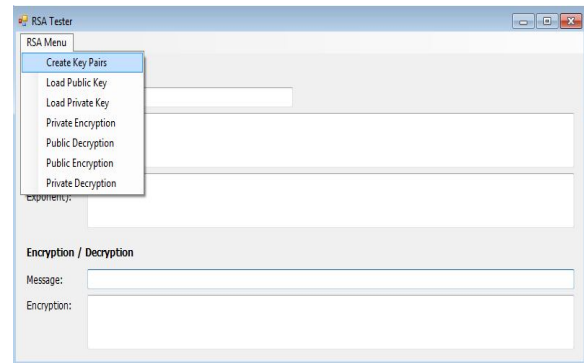 RSA Tester
RSA Menu
Create Key Pairs
Load Public Key
Load Private Key
Private Encryption
Public Decryption
Public Encryption
Private Decryption
Exponent):
Encryption / Decryption
Message:
Encryption: